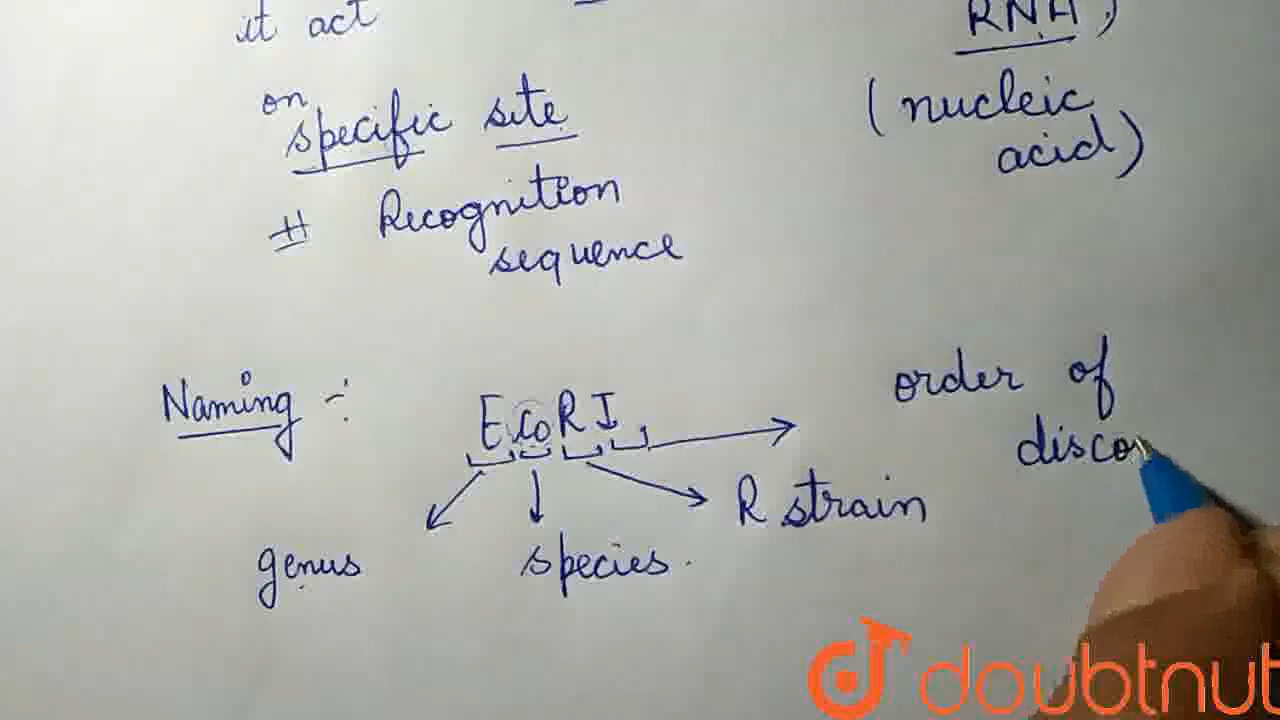 it act
RNA)
on
specific site
(nucleic
acid)
# Recognition
sequence
Naming ÷ EcoRI
order of
disco
R strain
genus
species.
doubtnut